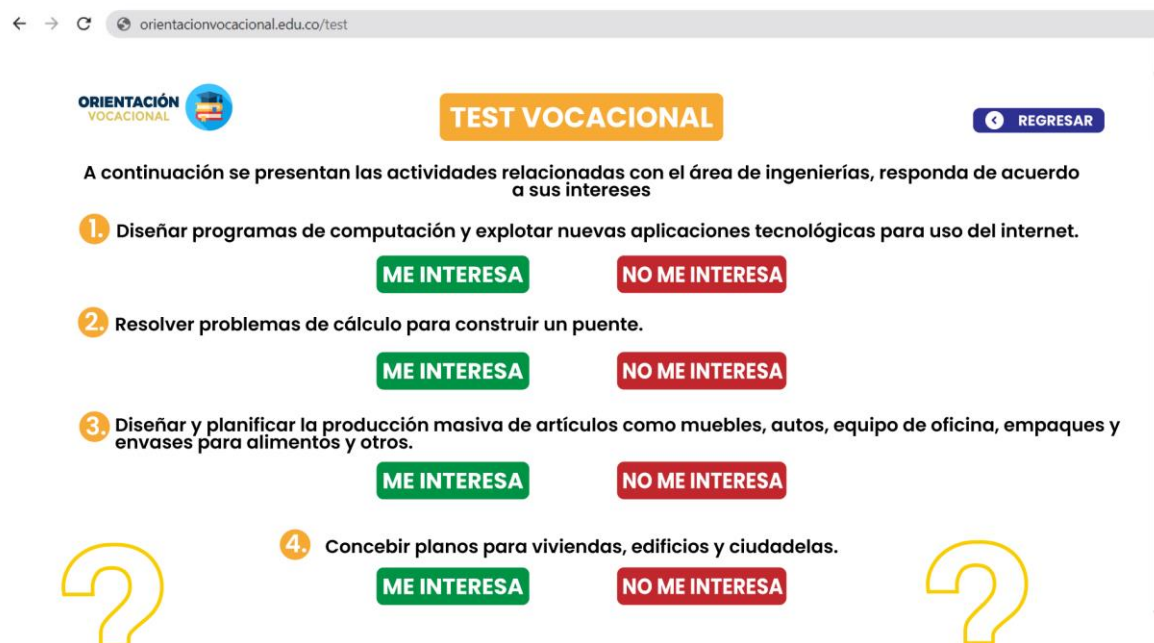 orientacionvocacional.edu.co/test
ORIENTACIÓN
VOCACIONAL
TEST VOCACIONAL
REGRESAR
A continuación se presentan las actividades relacionadas con el área de ingenierías, responda de acuerdo
a sus intereses
1. Diseñar programas de computación y explotar nuevas aplicaciones tecnológicas para uso del internet.
ME INTERESA NO ME INTERESA
2. Resolver problemas de cálculo para construir un puente.
ME INTERESA NO ME INTERESA
3. Diseñar y planificar la producción masiva de artículos como muebles, autos, equipo de oficina, empaques y
envases para alimentos y otros.
ME INTERESA NO ME INTERESA
4. Concebir planos para viviendas, edificios y ciudadelas.
ME INTERESA NO ME INTERESA
? ?